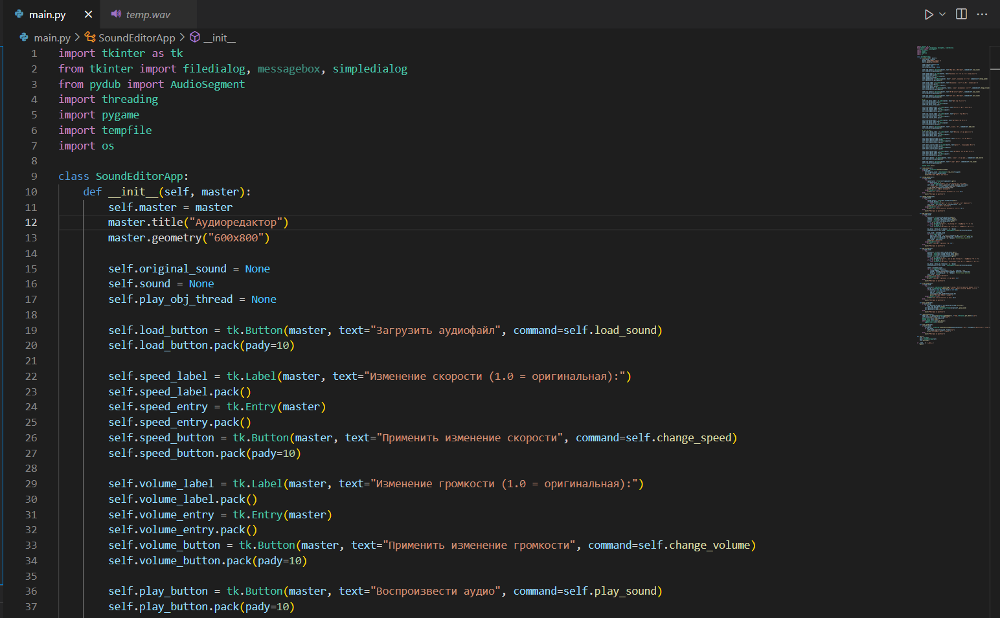 main.py
temp.wav
main.py > SoundEditorApp > __init__
1 import tkinter as tk
2 from tkinter import filedialog, messagebox, simpledialog
3 from pydub import AudioSegment
4 import threading
5 import pygame
6 import tempfile
7 import os
8
9 class SoundEditorApp:
10 def __init__(self, master):
11 self.master = master
12 master.title("Аудиоредактор")
13 master.geometry("600x800")
14
15 self.original_sound = None
16 self.sound = None
17 self.play_obj_thread = None
18
19 self.load_button = tk.Button(master, text="Загрузить аудиофайл", command=self.load_sound)
20 self.load_button.pack(pady=10)
21
22 self.speed_label = tk.Label(master, text="Изменение скорости (1.0 = оригинальная):")
23 self.speed_label.pack()
24 self.speed_entry = tk.Entry(master)
25 self.speed_entry.pack()
26 self.speed_button = tk.Button(master, text="Применить изменение скорости", command=self.change_speed)
27 self.speed_button.pack(pady=10)
28
29 self.volume_label = tk.Label(master, text="Изменение громкости (1.0 = оригинальная):")
30 self.volume_label.pack()
31 self.volume_entry = tk.Entry(master)
32 self.volume_entry.pack()
33 self.volume_button = tk.Button(master, text="Применить изменение громкости", command=self.change_volume)
34 self.volume_button.pack(pady=10)
35
36 self.play_button = tk.Button(master, text="Воспроизвести аудио", command=self.play_sound)
37 self.play_button.pack(pady=10)